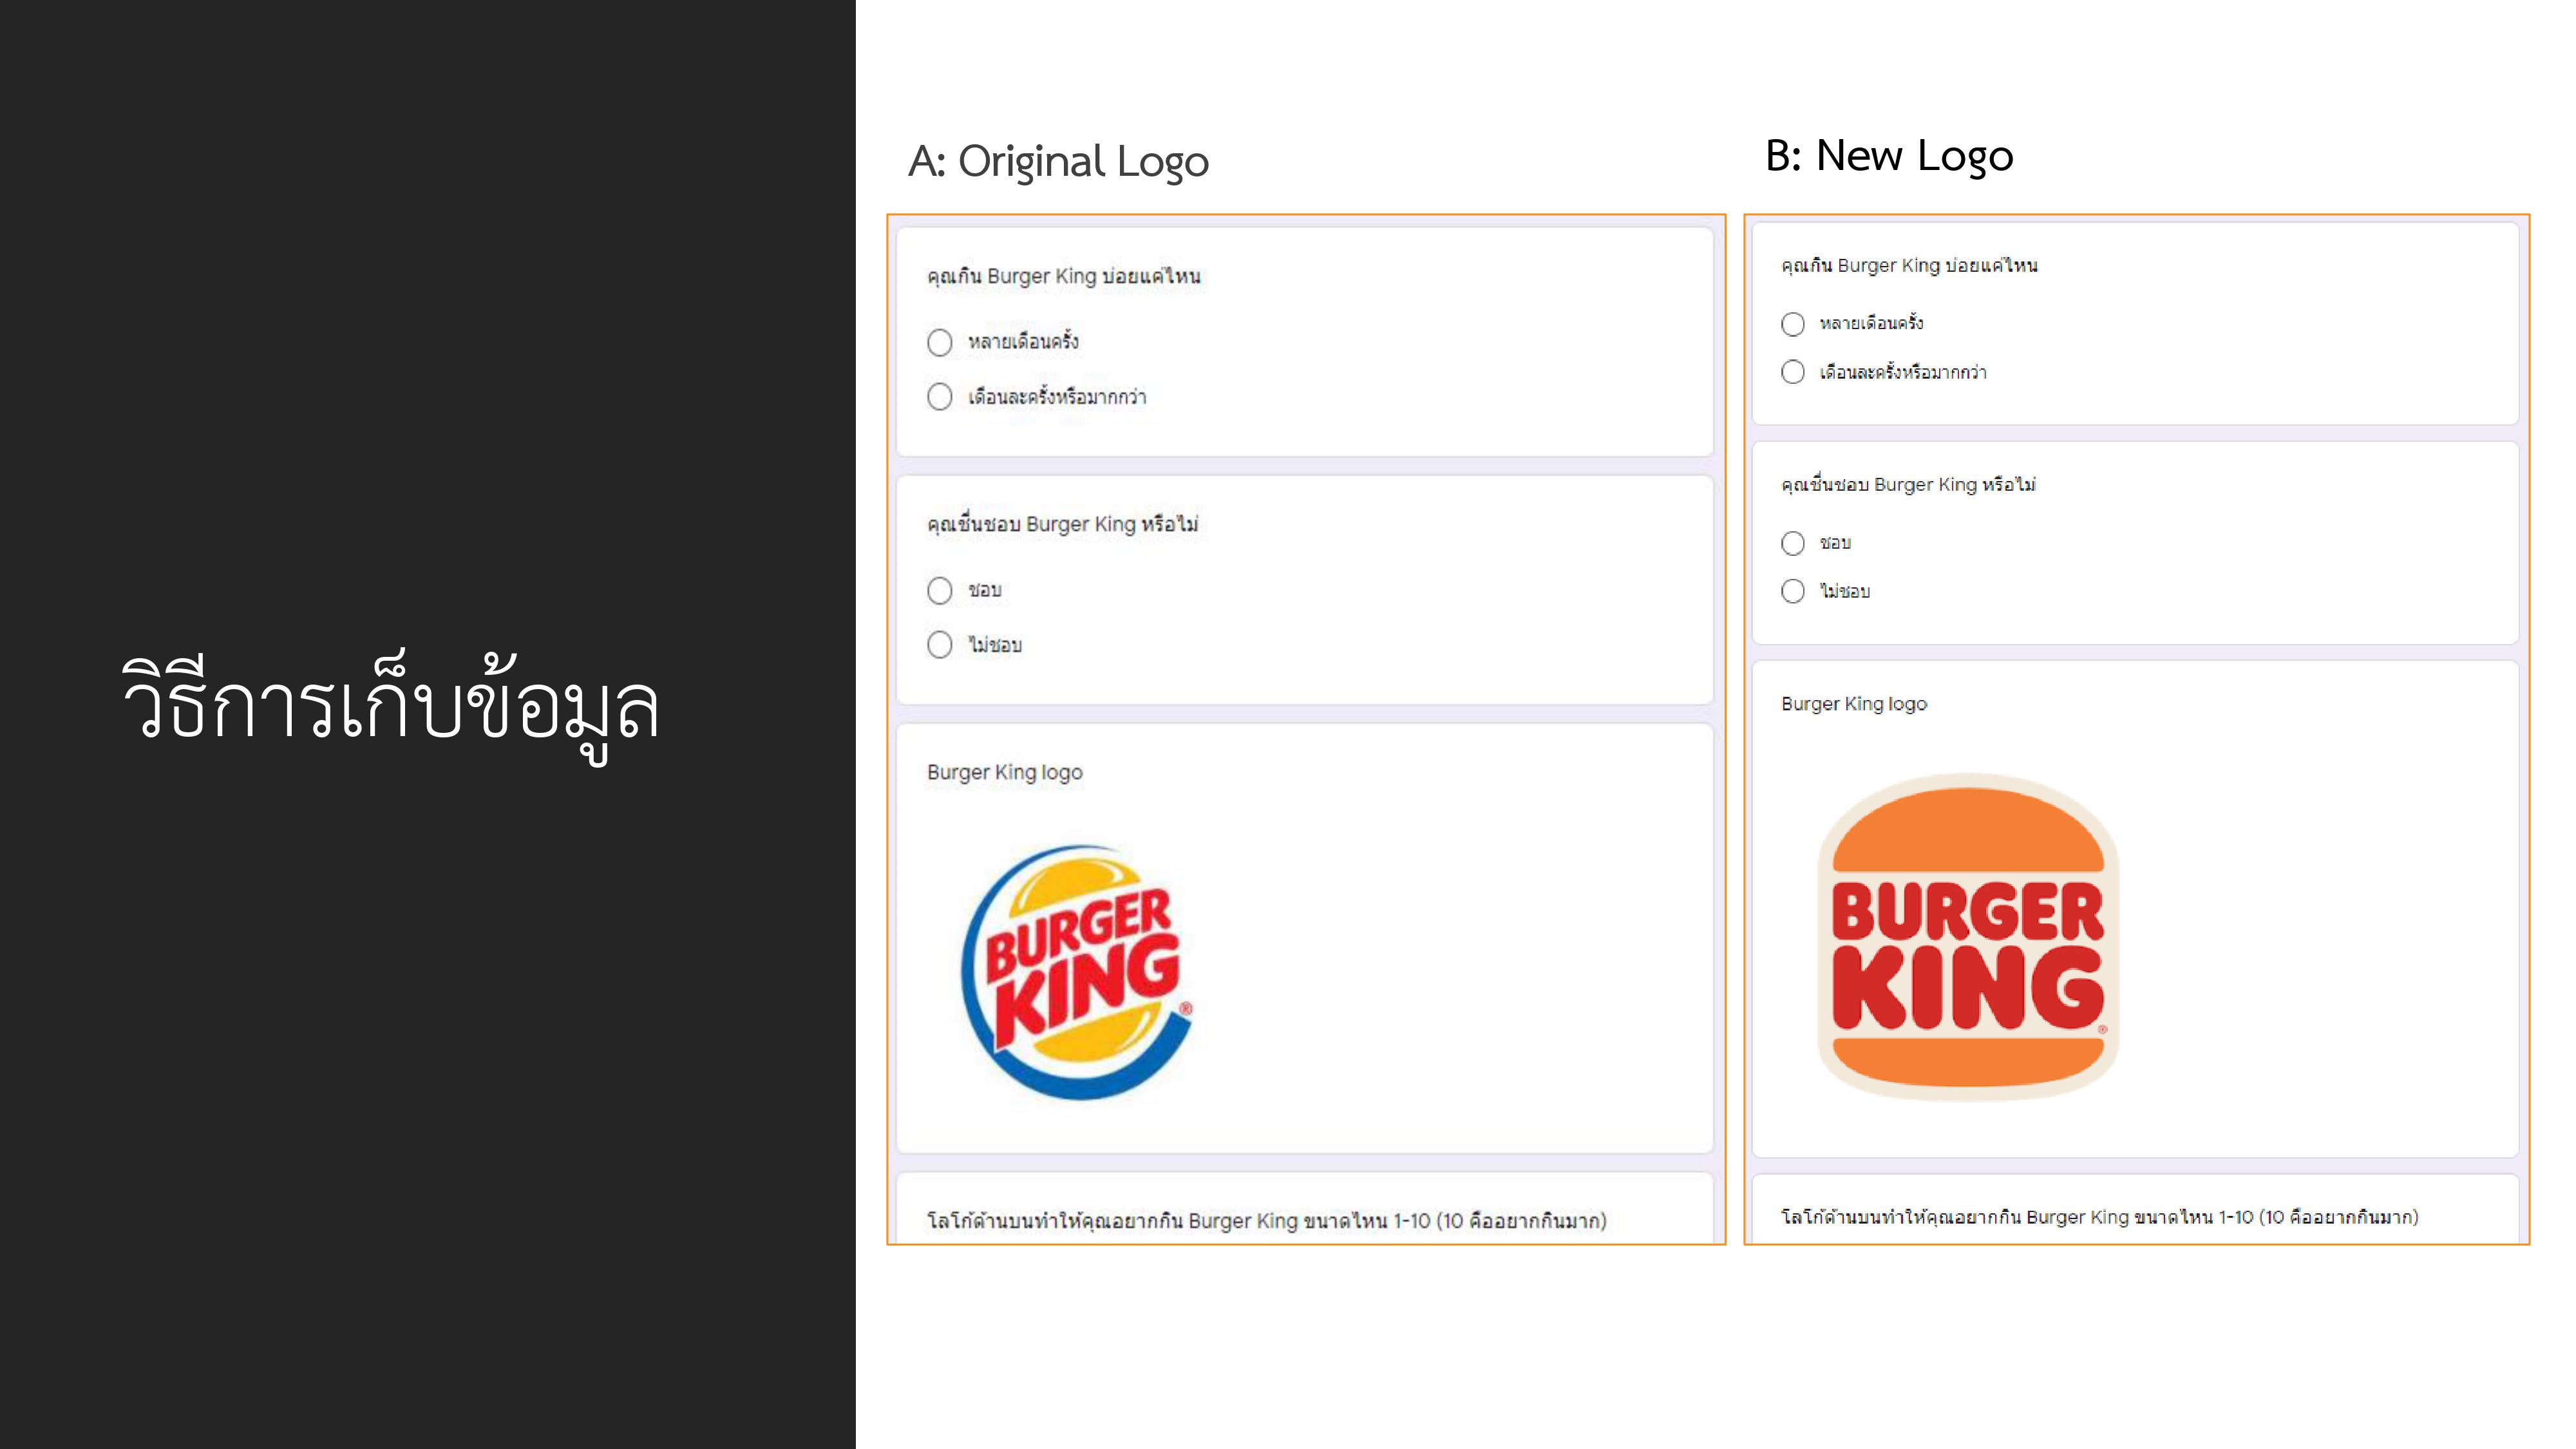 วิธีการเก็บข้อมูล
A: Original Logo
คุณกิน Burger King บ่อยแค่ไหน
หลายเดือนครั้ง
เดือนละครั้งหรือมากกว่า
คุณชื่นชอบ Burger King หรือไม่
ชอบ
ไม่ชอบ
Burger King logo
BURGER
KING
®
โลโก้ด้านบนทำให้คุณอยากกิน Burger King ขนาดไหน 1-10 (10 คืออยากกินมาก)
B: New Logo
คุณกิน Burger King บ่อยแค่ไหน
หลายเดือนครั้ง
เดือนละครั้งหรือมากกว่า
คุณชื่นชอบ Burger King หรือไม่
ชอบ
ไม่ชอบ
Burger King logo
BURGER
KING
®
โลโก้ด้านบนทำให้คุณอยากกิน Burger King ขนาดไหน 1-10 (10 คืออยากกินมาก)